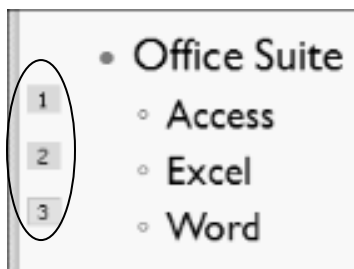 • Office Suite
1 ◦ Access
2 ◦ Excel
3 ◦ Word